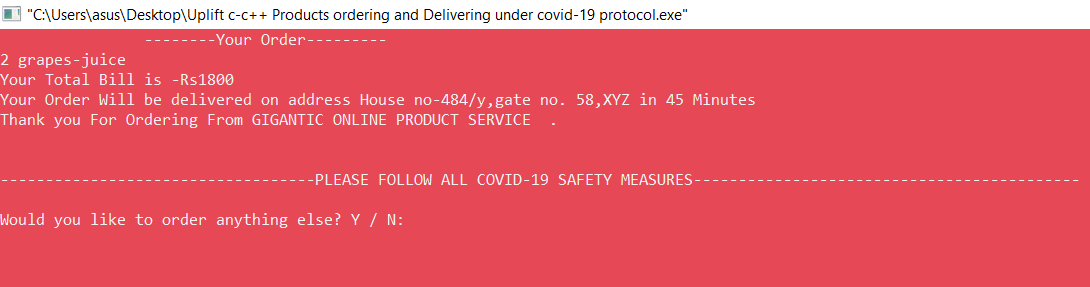 "C:\Users\asus\Desktop\Uplift c-c++ Products ordering and Delivering under covid-19 protocol.exe"
--------Your Order---------
2 grapes-juice
Your Total Bill is -Rs1800
Your Order Will be delivered on address House no-484/y,gate no. 58,XYZ in 45 Minutes
Thank you For Ordering From GIGANTIC ONLINE PRODUCT SERVICE  .
-----------------------------------PLEASE FOLLOW ALL COVID-19 SAFETY MEASURES-------------------------------------------
Would you like to order anything else? Y / N: